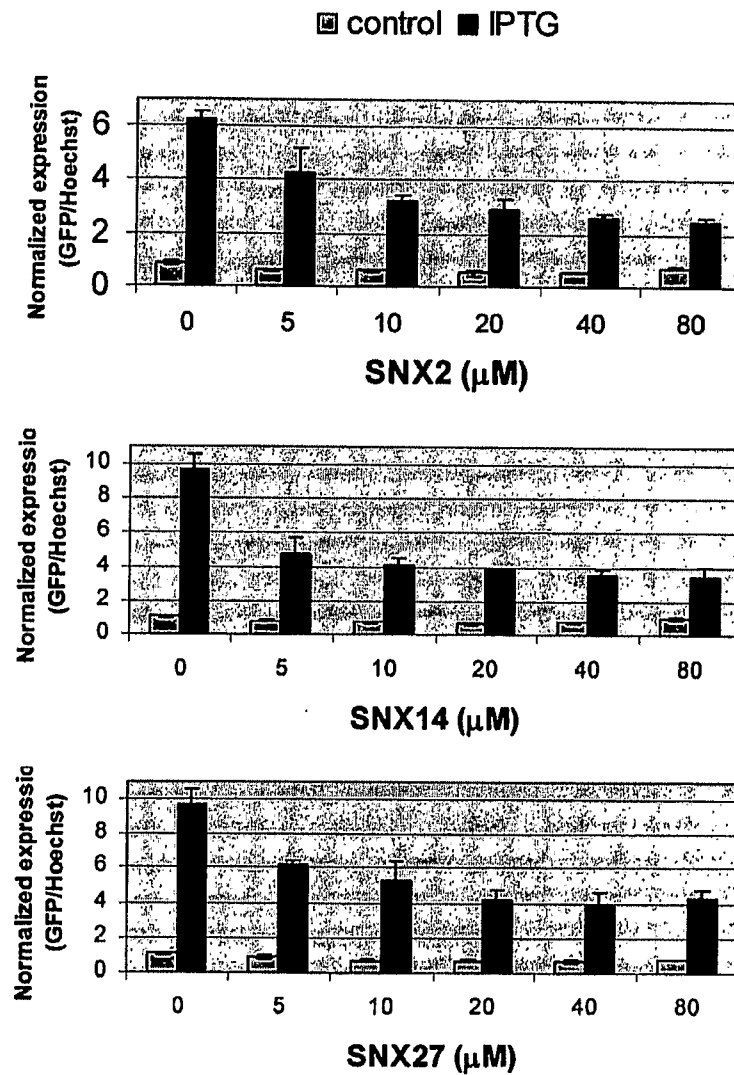 control IPTG
Normalized expression
(GFP/Hoechst)
6
4
2
0
0 5 10 20 40 80
SNX2 (μM)
Normalized expressio
(GFP/Hoechst)
10
8
6
4
2
0
0 5 10 20 40 80
SNX14 (μM)
Normalized expressio
(GFP/Hoechst)
10
8
6
4
2
0
0 5 10 20 40 80
SNX27 (μM)